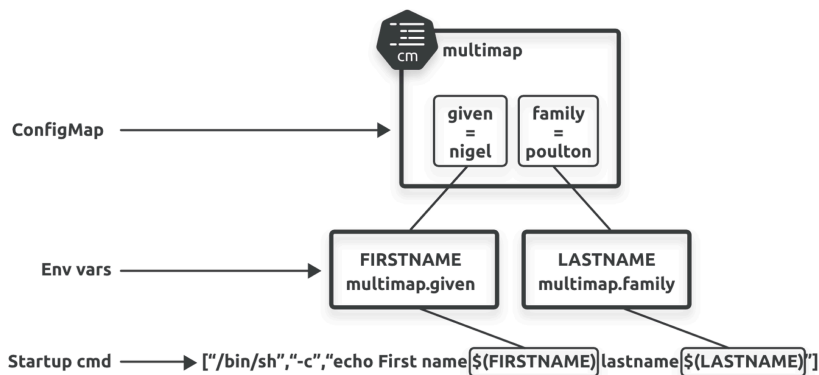 cm
multimap
given
=
nigel
family
=
poulton
ConfigMap
FIRSTNAME
multimap.given
LASTNAME
multimap.family
Env vars
Startup cmd
[“/bin/sh”,“-c”,“echo First name $(FIRSTNAME) lastname $(LASTNAME)”]